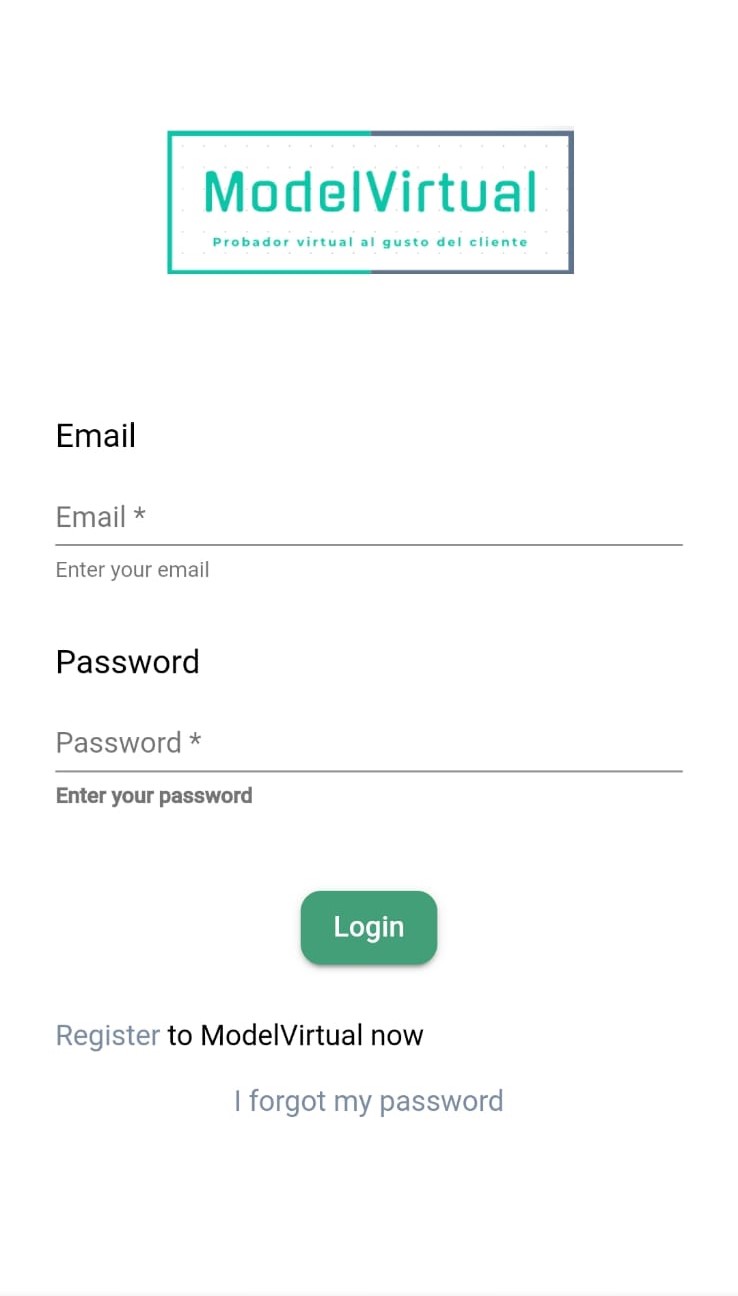 ModelVirtual
Probador virtual al gusto del cliente
Email
Email *
Enter your email
Password
Password *
Enter your password
Login
Register to ModelVirtual now
I forgot my password